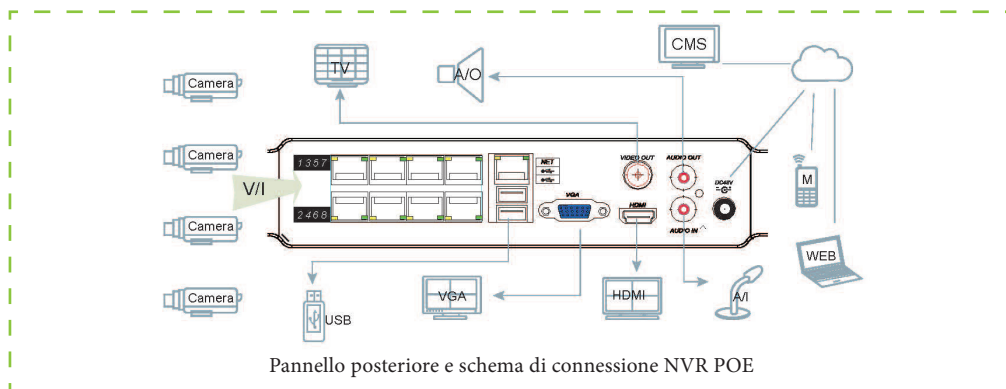 CMS
TV
A/O
Camera
Camera
Camera
Camera
V/I
1 3 5 7
2 4 6 8
NET
VIDEO OUT
AUDIO OUT
DC48V
VGA
HDMI
AUDIO IN
M
WEB
USB
VGA
HDMI
A/I
Pannello posteriore e schema di connessione NVR POE